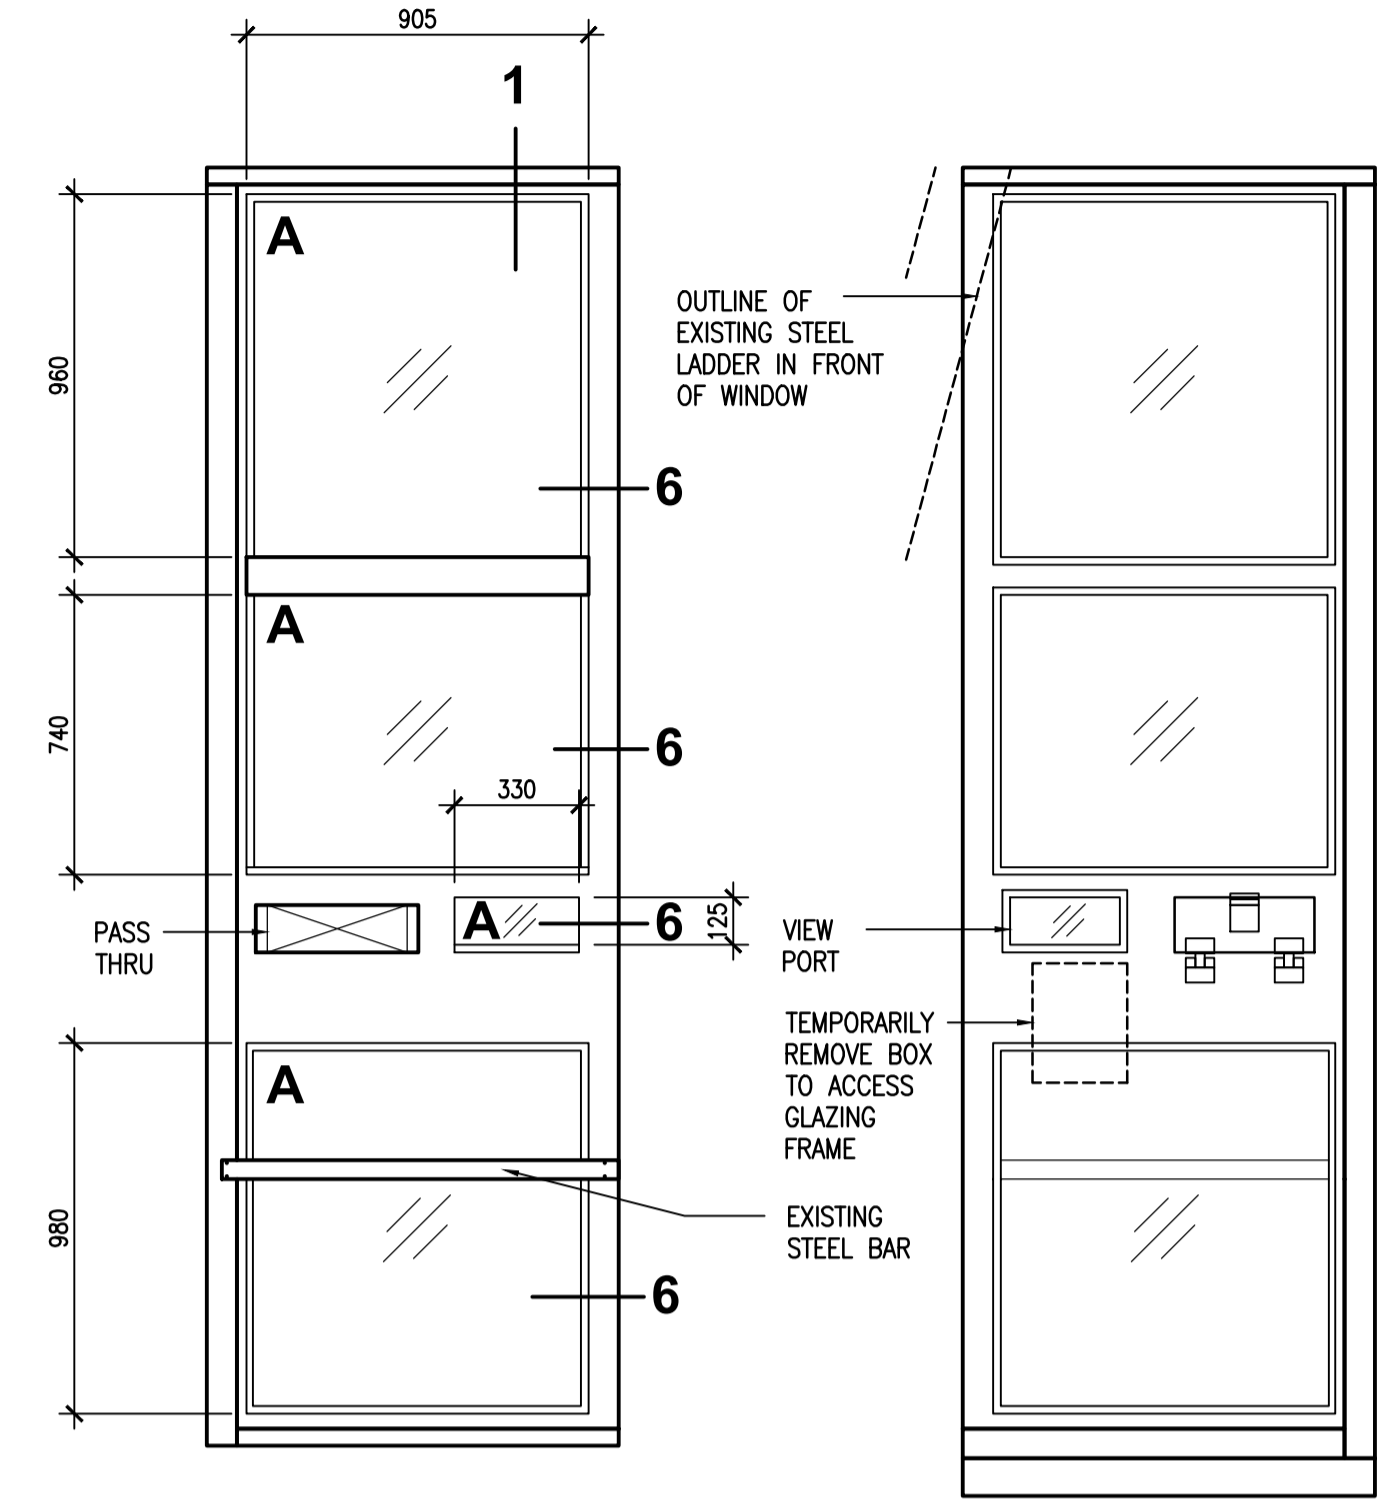 905
1
A
960
OUTLINE OF
EXISTING STEEL
LADDER IN FRONT
OF WINDOW
6
A
740
6
330
A
6
125
PASS
THRU
VIEW
PORT
TEMPORARILY
REMOVE BOX
TO ACCESS
GLAZING
FRAME
A
980
EXISTING
STEEL BAR
6